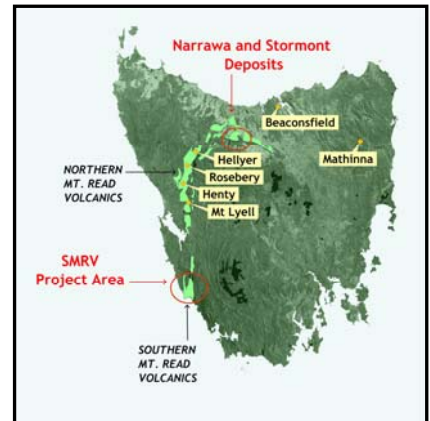 Narrawa and Stormont
Deposits
Beaconsfield
Mathinna
Hellyer
Rosebery
Henty
Mt Lyell
NORTHERN
MT. READ
VOLCANICS
SMRV
Project Area
SOUTHERN
MT. READ
VOLCANICS